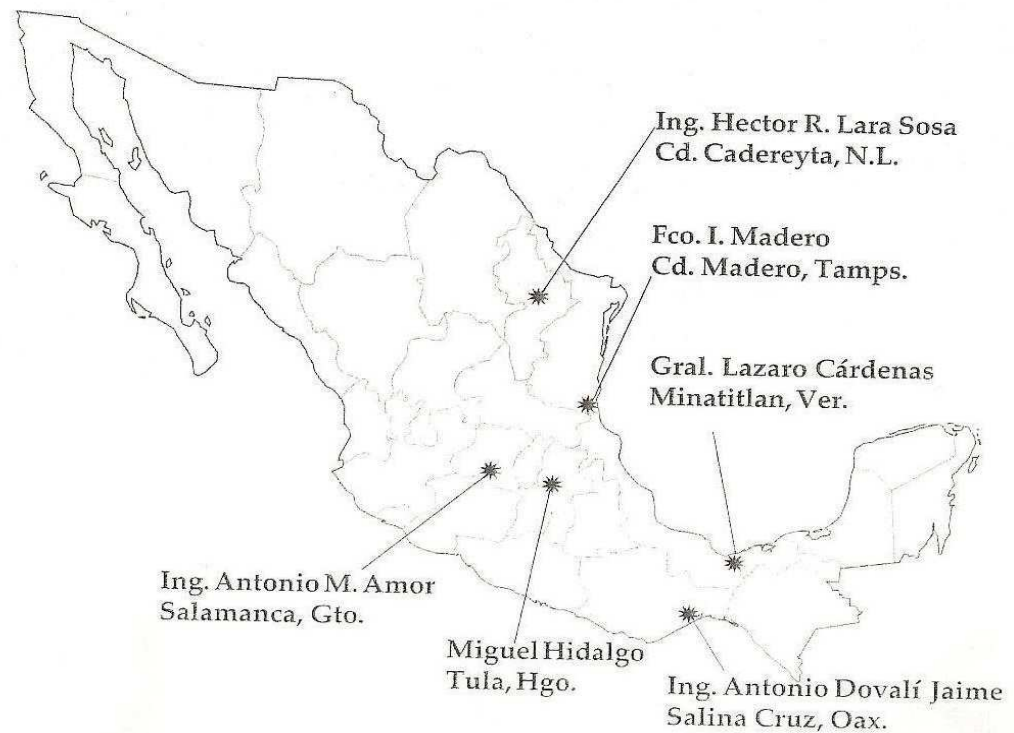 Ing. Hector R. Lara Sosa
Cd. Cadereyta, N.L.
Fco. I. Madero
Cd. Madero, Tamps.
Gral. Lazaro Cárdenas
Minatitlan, Ver.
Ing. Antonio M. Amor
Salamanca, Gto.
Miguel Hidalgo
Tula, Hgo.
Ing. Antonio Dovalí Jaime
Salina Cruz, Oax.